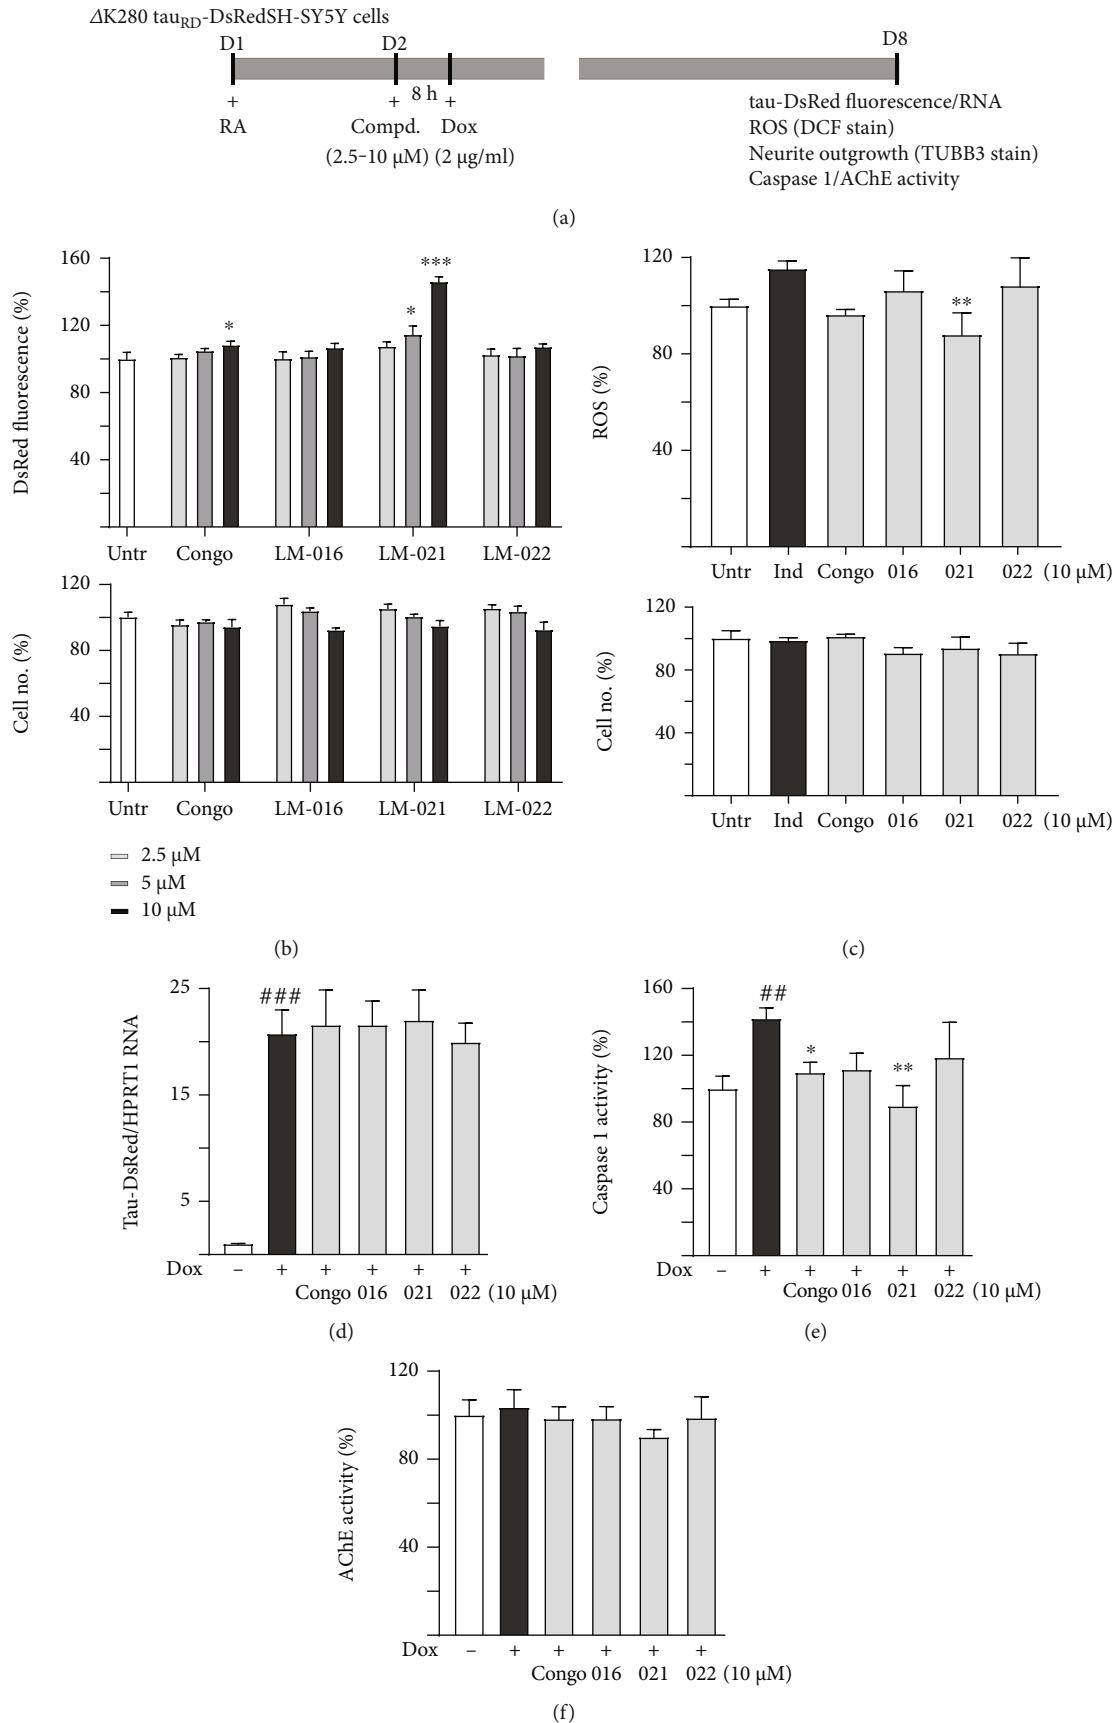 ΔK280 tauRD-DsRedSH-SY5Y cells
D1 D2 D8
8 h
+ + +
RA Compd. Dox
(2.5–10 μM) (2 μg/ml)
tau-DsRed fluorescence/RNA
ROS (DCF stain)
Neurite outgrowth (TUBB3 stain)
Caspase 1/AChE activity
(a)
DsRed fluorescence (%)
160
120
80
40
* * ***
Untr Congo LM-016 LM-021 LM-022
Cell no. (%)
120
80
40
Untr Congo LM-016 LM-021 LM-022
2.5 μM
5 μM
10 μM
(b)
ROS (%)
120
80
40
**
Untr Ind Congo 016 021 022 (10 μM)
Cell no. (%)
120
80
40
Untr Ind Congo 016 021 022 (10 μM)
(c)
Tau-DsRed/HPRT1 RNA
25
15
5
###
Dox – + + + + +
Congo 016 021 022 (10 μM)
(d)
Caspase 1 activity (%)
160
120
80
40
## * **
Dox – + + + + +
Congo 016 021 022 (10 μM)
(e)
AChE activity (%)
120
80
40
Dox – + + + + +
Congo 016 021 022 (10 μM)
(f)